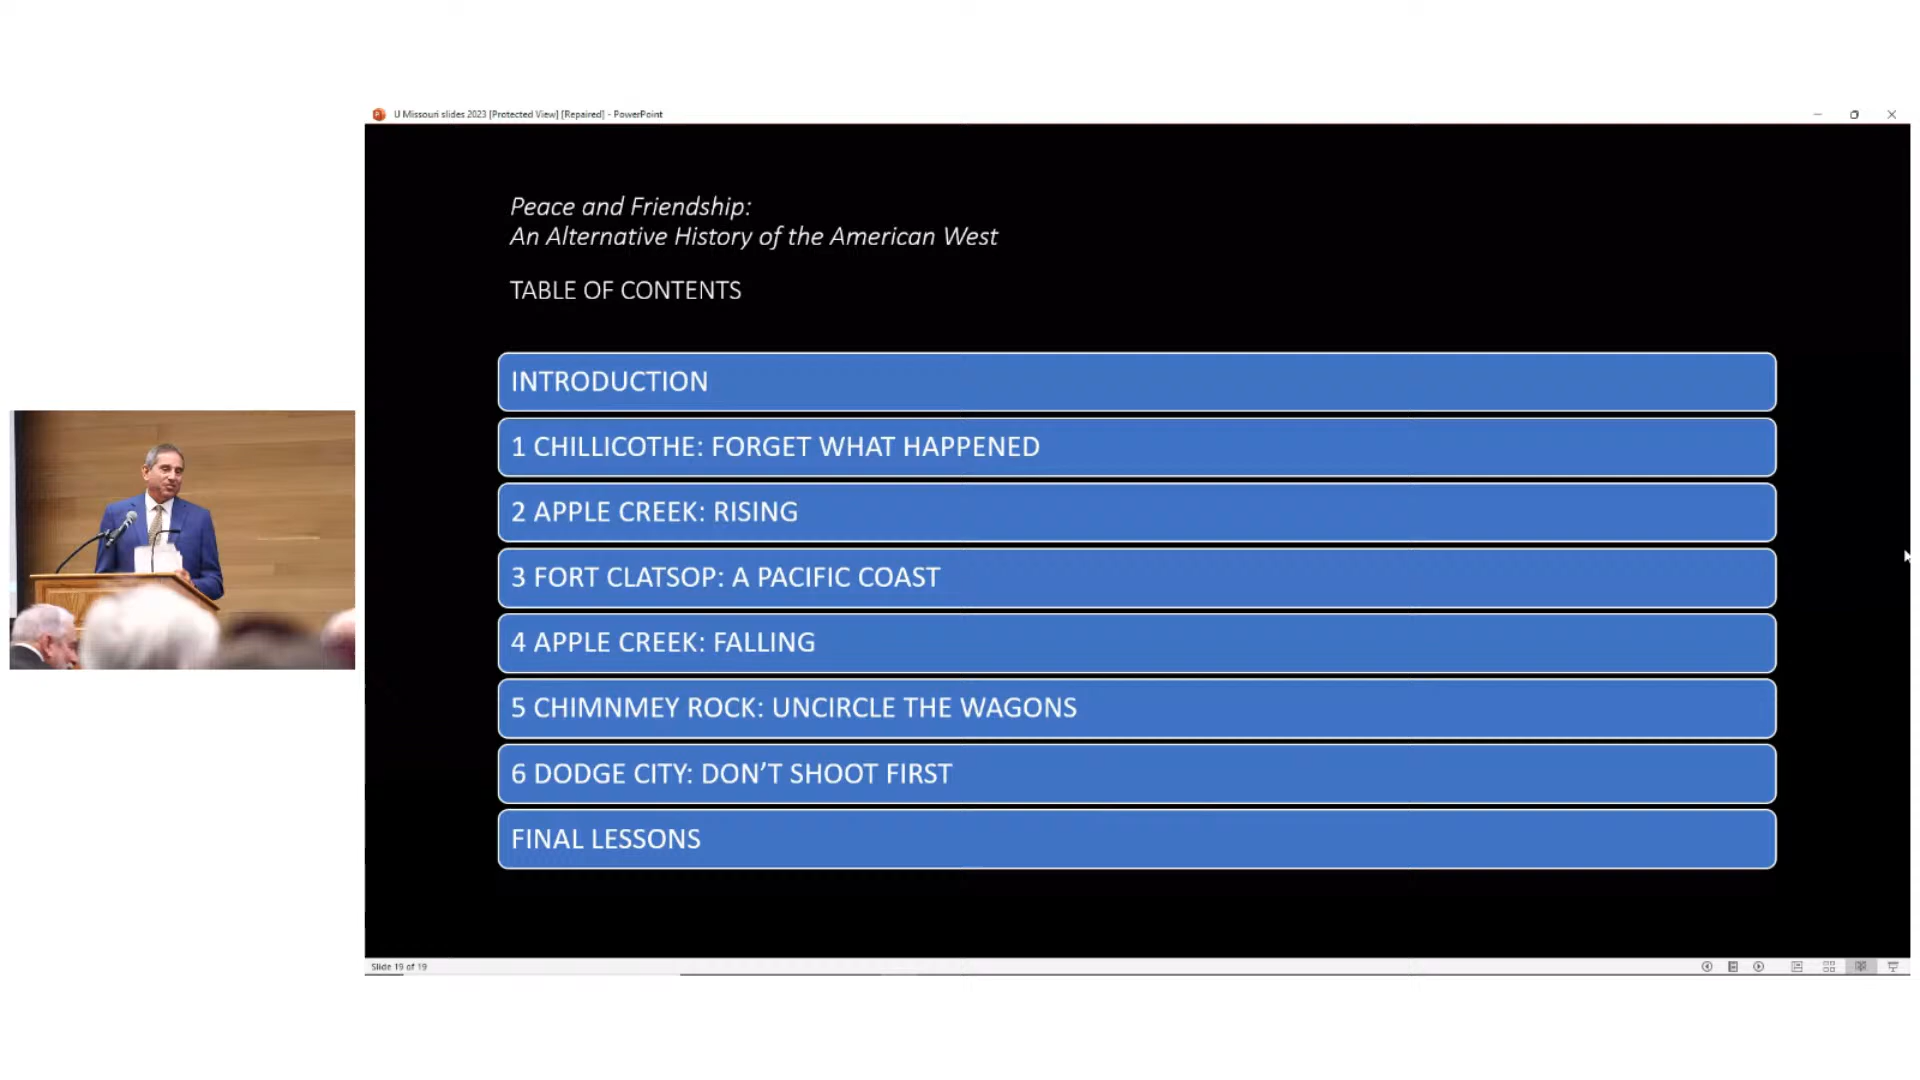 U Missouri slides 2023 [Protected View] [Repaired] - PowerPoint
Peace and Friendship:
An Alternative History of the American West
TABLE OF CONTENTS
INTRODUCTION
1 CHILLICOTHE: FORGET WHAT HAPPENED
2 APPLE CREEK: RISING
3 FORT CLATSOP: A PACIFIC COAST
4 APPLE CREEK: FALLING
5 CHIMNMEY ROCK: UNCIRCLE THE WAGONS
6 DODGE CITY: DON’T SHOOT FIRST
FINAL LESSONS
Slide 19 of 19